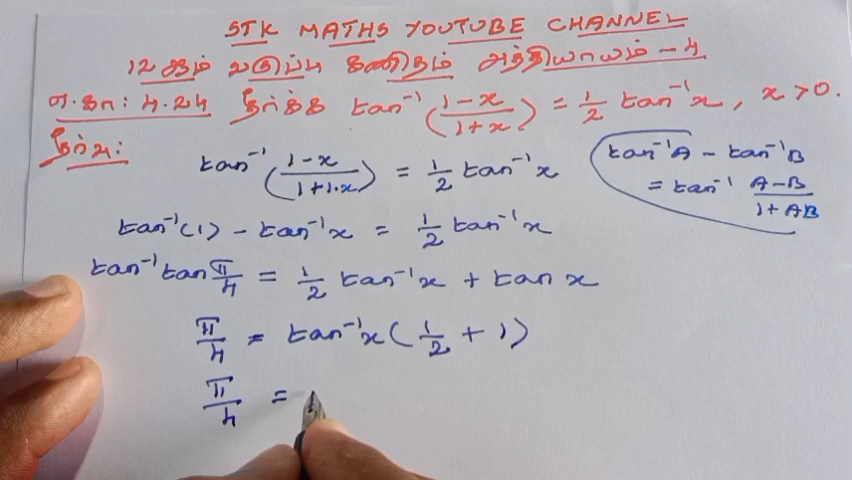 STK MATHS YOUTUBE CHANNEL
12 ஆம் வகுப்பு கணிதம் அத்தியாயம் - 4
எ.கா: 4.24 தீர்க்க tan⁻¹((1-x)/(1+x)) = 1/2 tan⁻¹x, x>0.
தீர்வு:
tan⁻¹((1-x)/(1+1.x)) = 1/2 tan⁻¹x
tan⁻¹A - tan⁻¹B
= tan⁻¹ (A-B)/(1+AB)
tan⁻¹(1) - tan⁻¹x = 1/2 tan⁻¹x
tan⁻¹ tan π/4 = 1/2 tan⁻¹x + tan x
π/4 = tan⁻¹x(1/2 + 1)
π/4 =